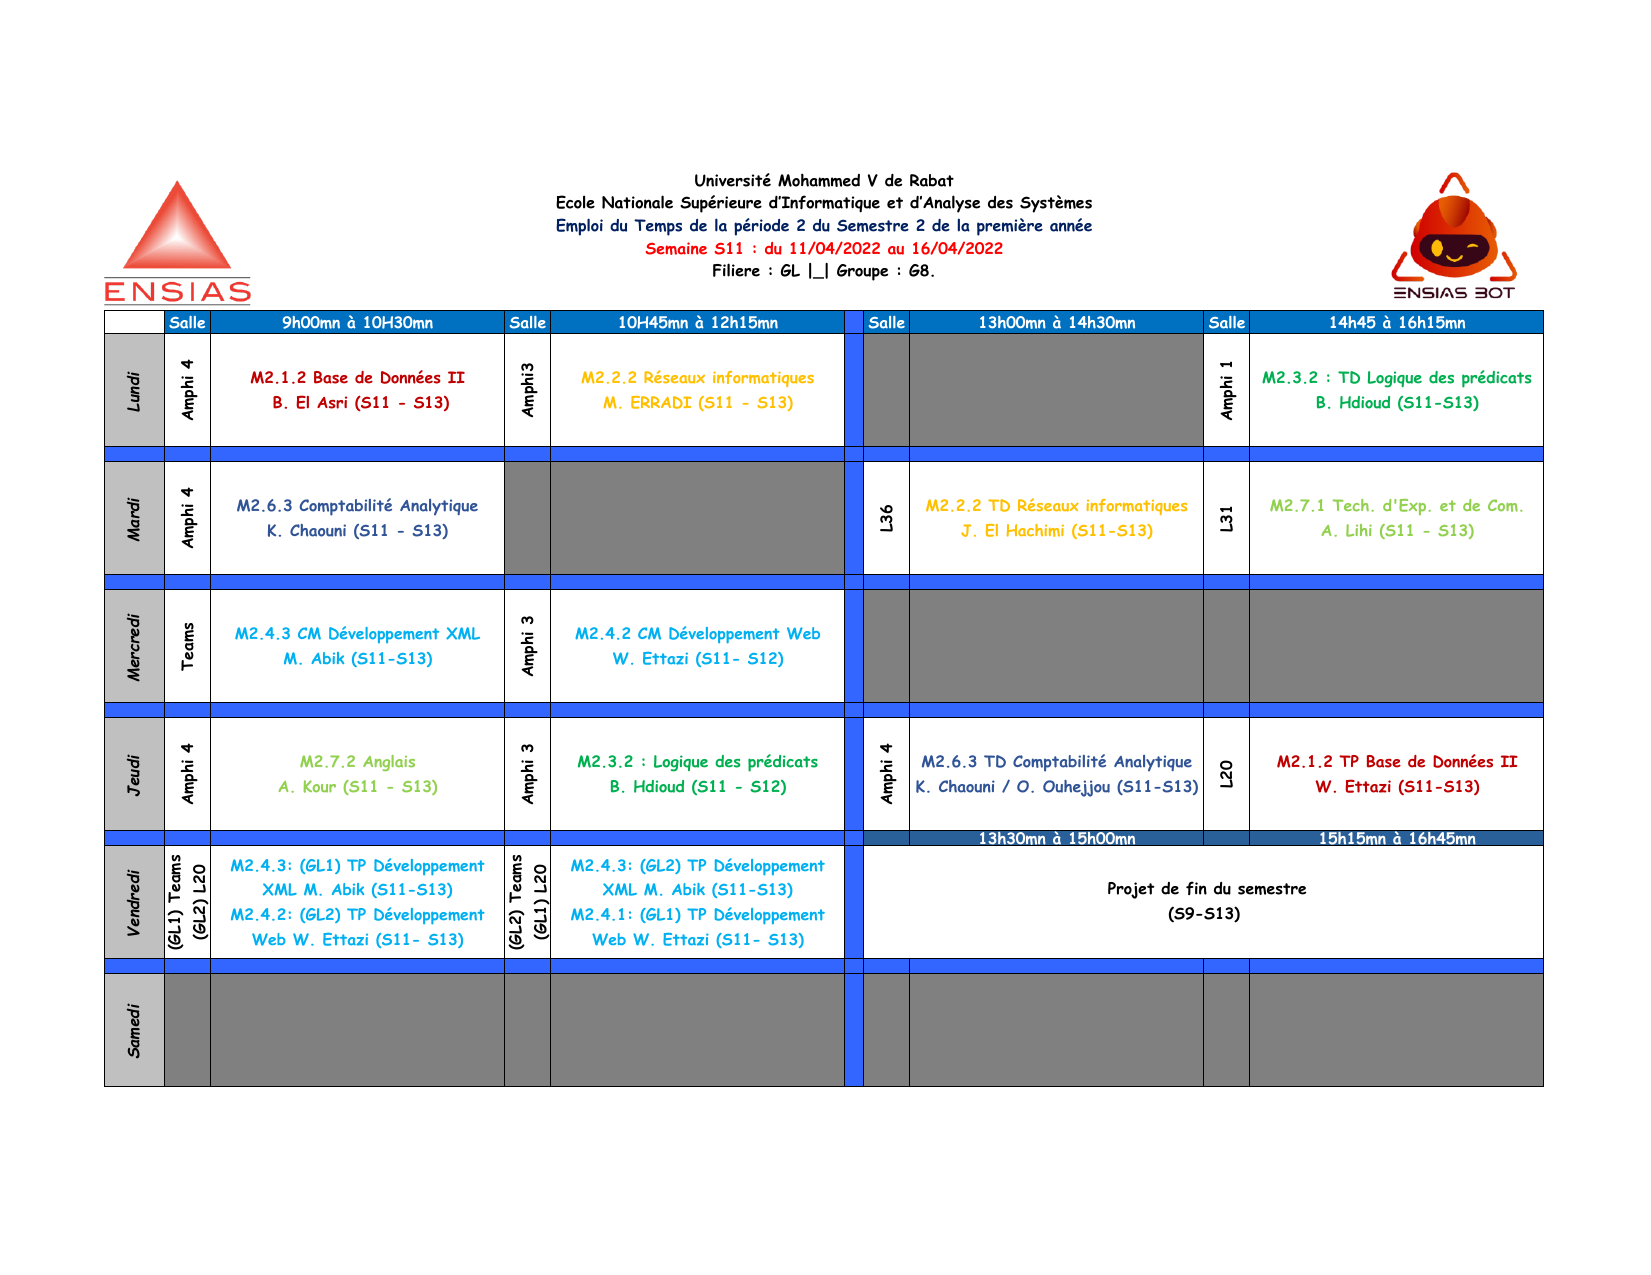 Université Mohammed V de Rabat
Ecole Nationale Supérieure d’Informatique et d’Analyse des Systèmes
Emploi du Temps de la période 2 du Semestre 2 de la première année
Semaine S11 : du 11/04/2022 au 16/04/2022
Filiere : GL |_| Groupe : G8.
ENSIAS
ENSIAS BOT
Salle
9h00mn à 10H30mn
Salle
10H45mn à 12h15mn
Salle
13h00mn à 14h30mn
Salle
14h45 à 16h15mn
Lundi
Amphi 4
M2.1.2 Base de Données II
B. El Asri (S11 - S13)
Amphi3
M2.2.2 Réseaux informatiques
M. ERRADI (S11 - S13)
Amphi 1
M2.3.2 : TD Logique des prédicats
B. Hdioud (S11-S13)
Mardi
Amphi 4
M2.6.3 Comptabilité Analytique
K. Chaouni (S11 - S13)
L36
M2.2.2 TD Réseaux informatiques
J. El Hachimi (S11-S13)
L31
M2.7.1 Tech. d'Exp. et de Com.
A. Lihi (S11 - S13)
Mercredi
Teams
M2.4.3 CM Développement XML
M. Abik (S11-S13)
Amphi 3
M2.4.2 CM Développement Web
W. Ettazi (S11- S12)
Jeudi
Amphi 4
M2.7.2 Anglais
A. Kour (S11 - S13)
Amphi 3
M2.3.2 : Logique des prédicats
B. Hdioud (S11 - S12)
Amphi 4
M2.6.3 TD Comptabilité Analytique
K. Chaouni / O. Ouhejjou (S11-S13)
L20
M2.1.2 TP Base de Données II
W. Ettazi (S11-S13)
13h30mn à 15h00mn
15h15mn à 16h45mn
Vendredi
(GL1) Teams
(GL2) L20
M2.4.3: (GL1) TP Développement
XML M. Abik (S11-S13)
M2.4.2: (GL2) TP Développement
Web W. Ettazi (S11- S13)
(GL2) Teams
(GL1) L20
M2.4.3: (GL2) TP Développement
XML M. Abik (S11-S13)
M2.4.1: (GL1) TP Développement
Web W. Ettazi (S11- S13)
Projet de fin du semestre
(S9-S13)
Samedi